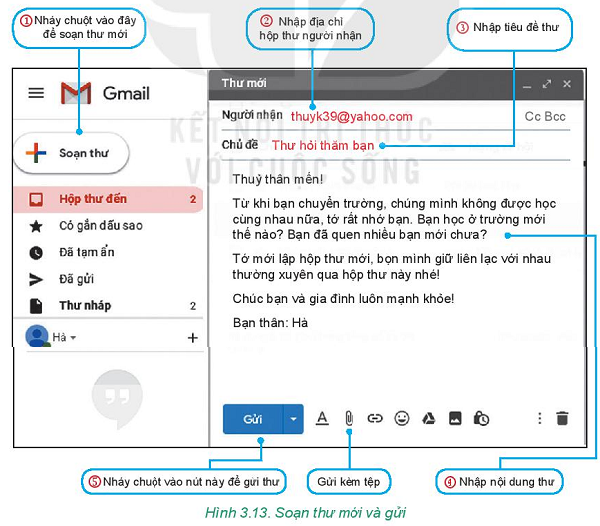 ① Nháy chuột vào đây
để soạn thư mới
② Nhập địa chỉ
hộp thư người nhận
③ Nhập tiêu đề thư
Gmail
Soạn thư
Hộp thư đến 2
Có gắn dấu sao
Đã tạm ẩn
Đã gửi
Thư nháp 2
Hà
Thư mới
Người nhận thuyk39@yahoo.com Cc Bcc
Chủ đề Thư hỏi thăm bạn
KẾT NỐI TRI THỨC
VỚI CUỘC SỐNG
Thuỷ thân mến!
Từ khi bạn chuyển trường, chúng mình không được học
cùng nhau nữa, tớ rất nhớ bạn. Bạn học ở trường mới
thế nào? Bạn đã quen nhiều bạn mới chưa?
Tớ mới lập hộp thư mới, bọn mình giữ liên lạc với nhau
thường xuyên qua hộp thư này nhé!
Chúc bạn và gia đình luôn mạnh khỏe!
Bạn thân: Hà
Gửi
⑤ Nháy chuột vào nút này để gửi thư
Gửi kèm tệp
④ Nhập nội dung thư
Hình 3.13. Soạn thư mới và gửi